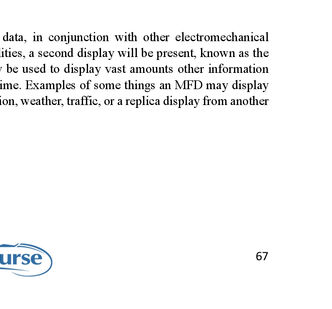 data, in conjunction with other electromechanical
ities, a second display will be present, known as the
be used to display vast amounts other information
ime. Examples of some things an MFD may display
ion, weather, traffic, or a replica display from another
urse
67